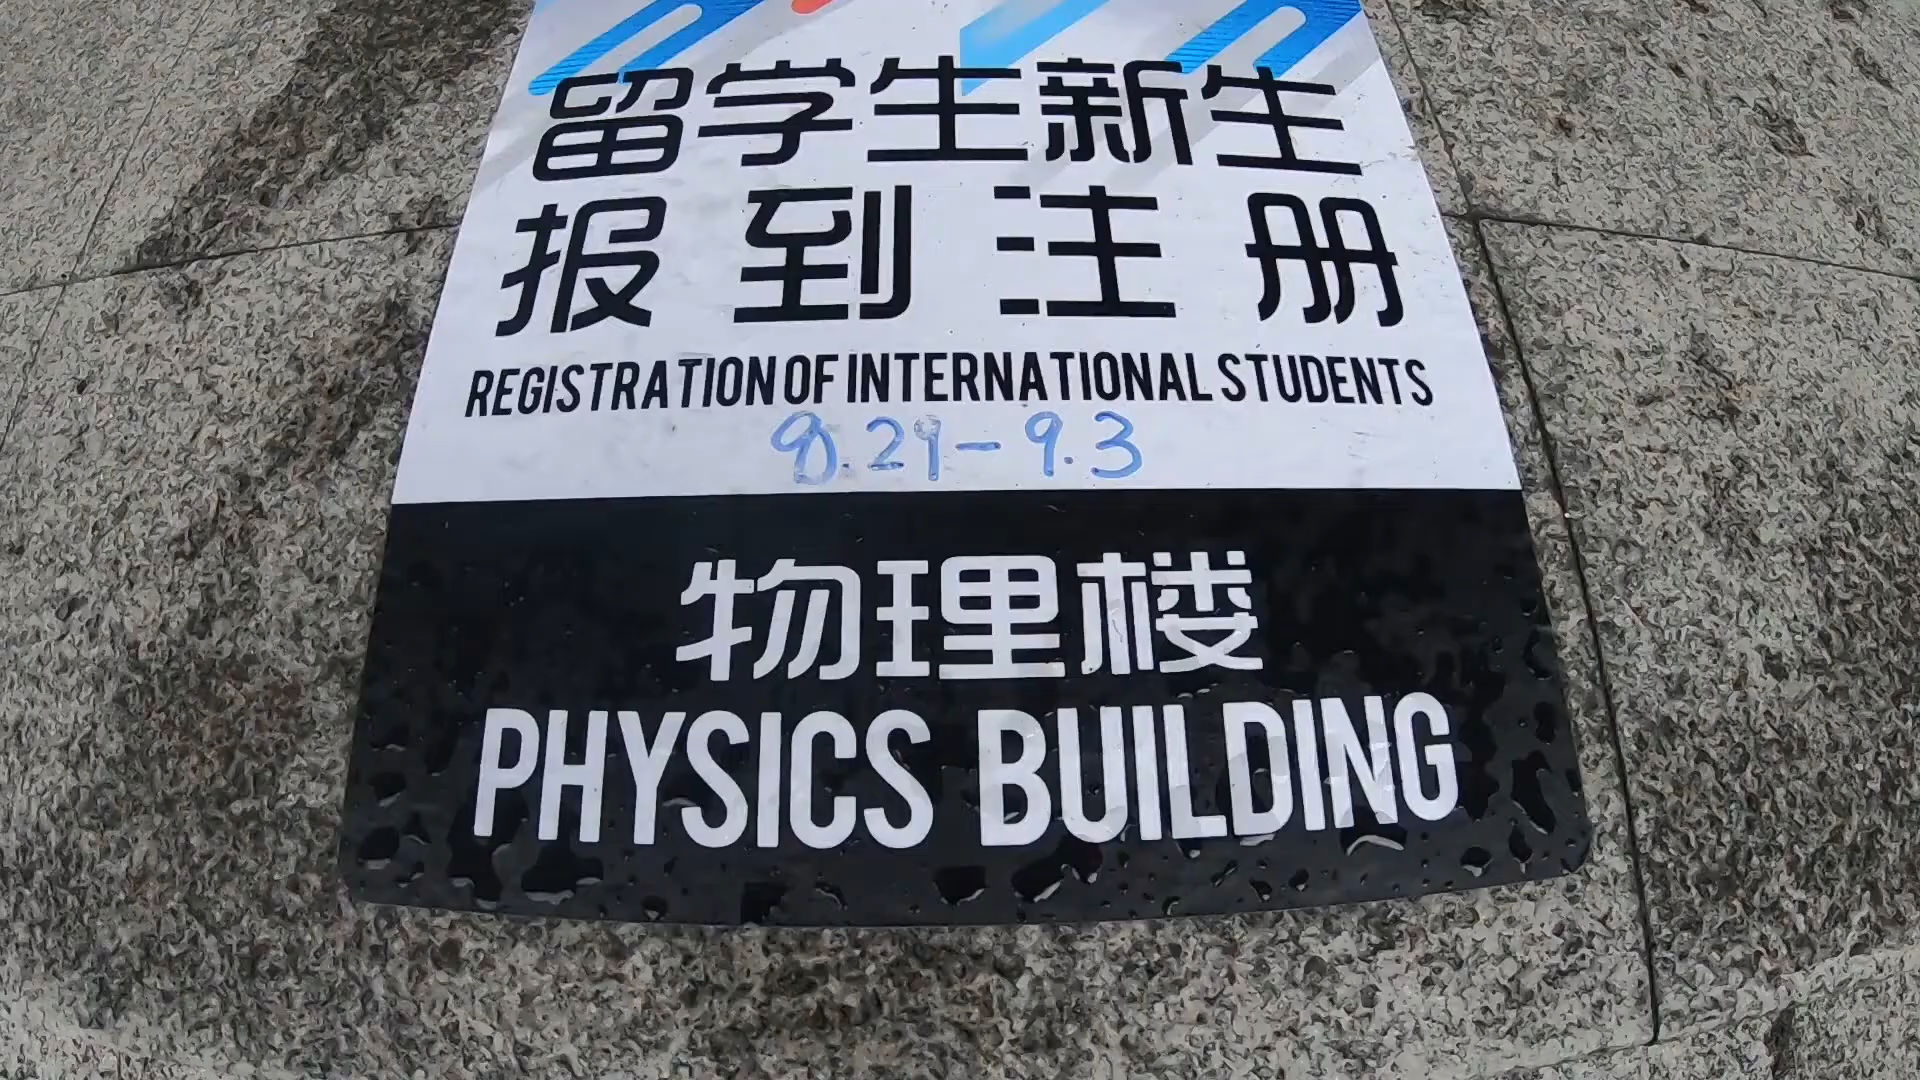 留学生新生
报到注册
REGISTRATION OF INTERNATIONAL STUDENTS
8.29-9.3
物理楼
PHYSICS BUILDING